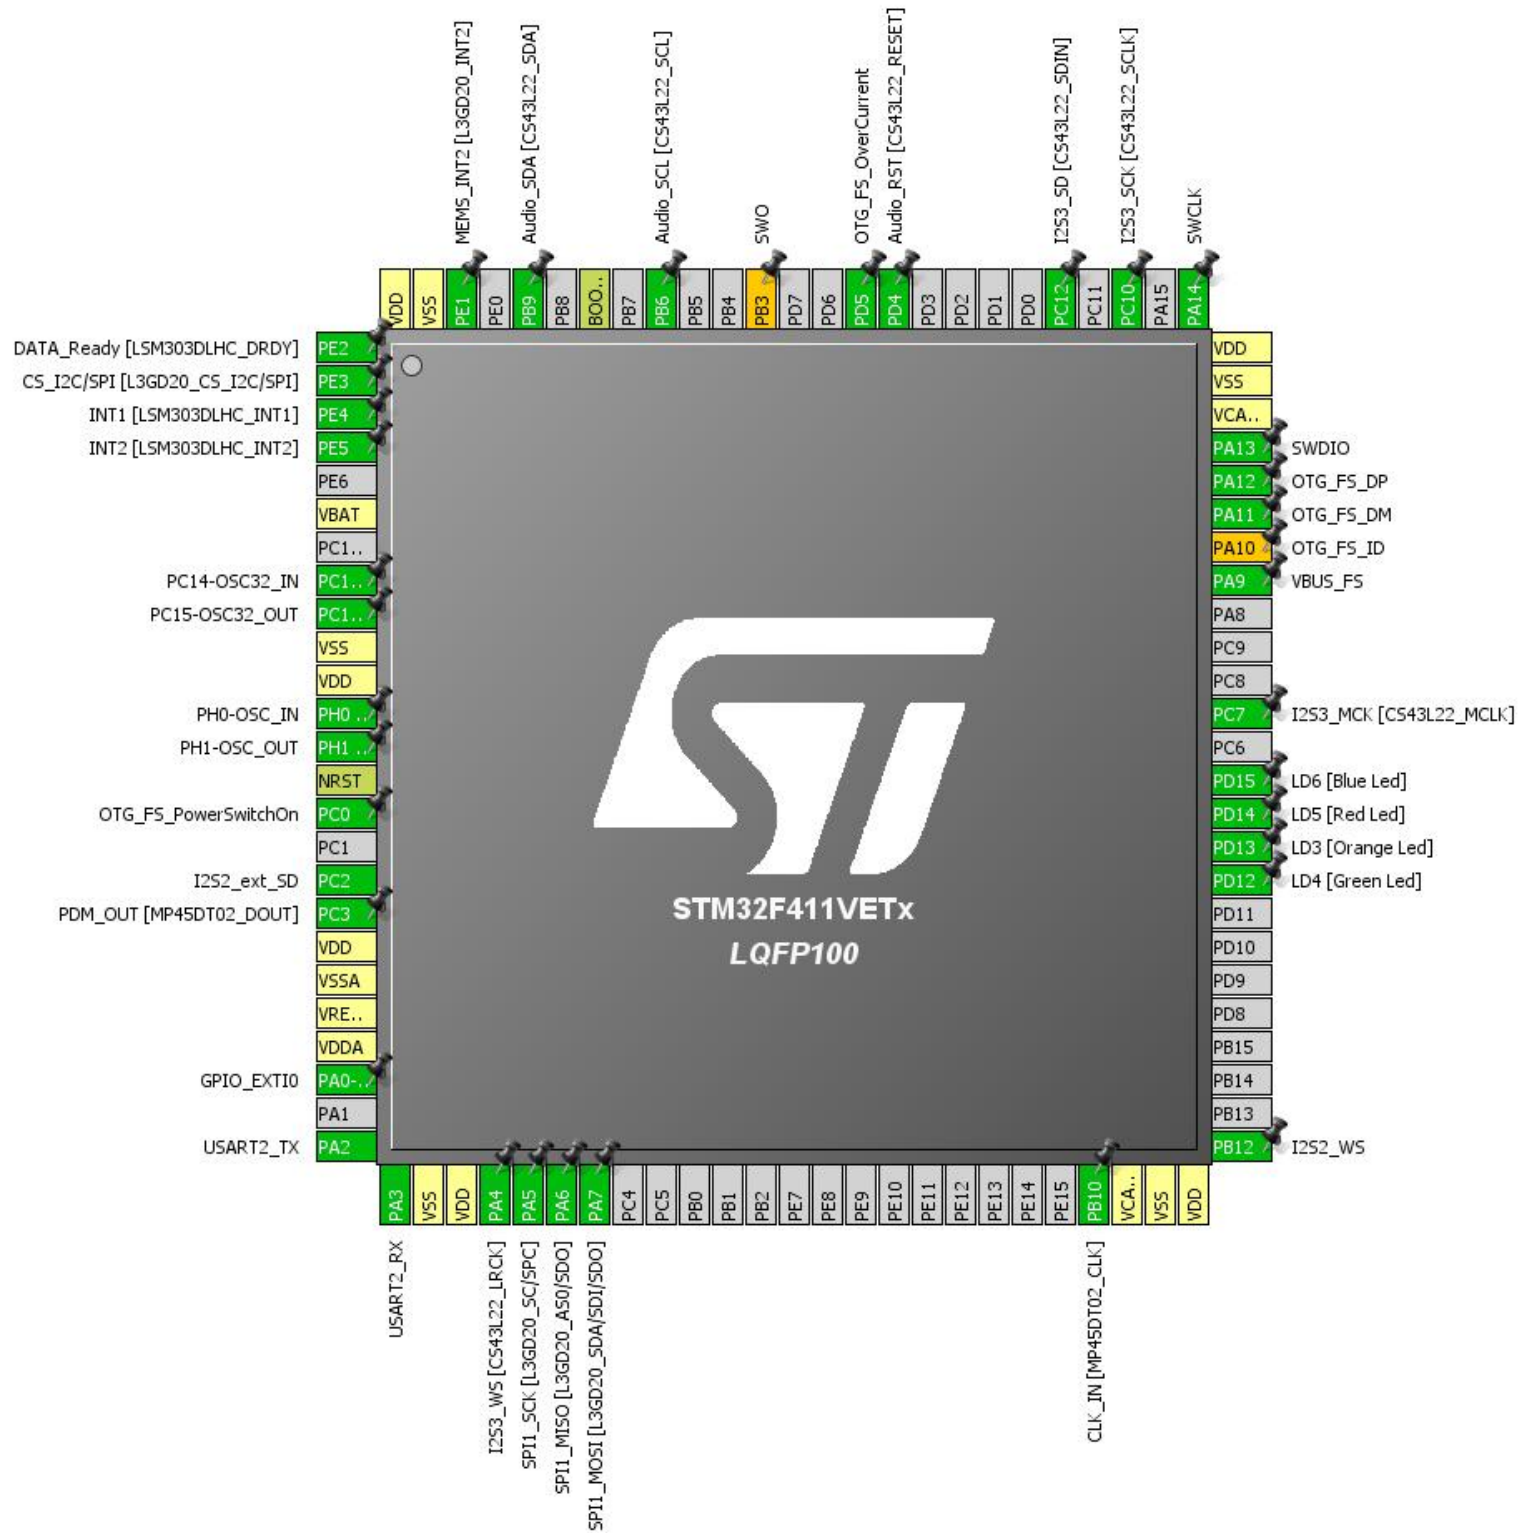 MEMS_INT2 [L3GD20_INT2]
Audio_SDA [CS43L22_SDA]
Audio_SCL [CS43L22_SCL]
SWO
OTG_FS_OverCurrent
Audio_RST [CS43L22_RESET]
I2S3_SD [CS43L22_SDIN]
I2S3_SCK [CS43L22_SCLK]
SWCLK
VDD
VSS
PE1
PE0
PB9
PB8
BOO..
PB7
PB6
PB5
PB4
PB3
PD7
PD6
PD5
PD4
PD3
PD2
PD1
PD0
PC12
PC11
PC10
PA15
PA14
DATA_Ready [LSM303DLHC_DRDY] PE2
CS_I2C/SPI [L3GD20_CS_I2C/SPI] PE3
INT1 [LSM303DLHC_INT1] PE4
INT2 [LSM303DLHC_INT2] PE5
PE6
VBAT
PC1..
PC14-OSC32_IN PC1..
PC15-OSC32_OUT PC1..
VSS
VDD
PH0-OSC_IN PH0 ..
PH1-OSC_OUT PH1 ..
NRST
OTG_FS_PowerSwitchOn PC0
PC1
I2S2_ext_SD PC2
PDM_OUT [MP45DT02_DOUT] PC3
VDD
VSSA
VRE..
VDDA
GPIO_EXTI0 PA0-..
PA1
USART2_TX PA2
ST
STM32F411VETx
LQFP100
VDD
VSS
VCA..
PA13 SWDIO
PA12 OTG_FS_DP
PA11 OTG_FS_DM
PA10 OTG_FS_ID
PA9 VBUS_FS
PA8
PC9
PC8
PC7 I2S3_MCK [CS43L22_MCLK]
PC6
PD15 LD6 [Blue Led]
PD14 LD5 [Red Led]
PD13 LD3 [Orange Led]
PD12 LD4 [Green Led]
PD11
PD10
PD9
PD8
PB15
PB14
PB13
PB12 I2S2_WS
PA3
VSS
VDD
PA4
PA5
PA6
PA7
PC4
PC5
PB0
PB1
PB2
PE7
PE8
PE9
PE10
PE11
PE12
PE13
PE14
PE15
PB10
VCA..
VSS
VDD
USART2_RX
I2S3_WS [CS43L22_LRCK]
SPI1_SCK [L3GD20_SC/SPC]
SPI1_MISO [L3GD20_AS0/SDO]
SPI1_MOSI [L3GD20_SDA/SDI/SDO]
CLK_IN [MP45DT02_CLK]